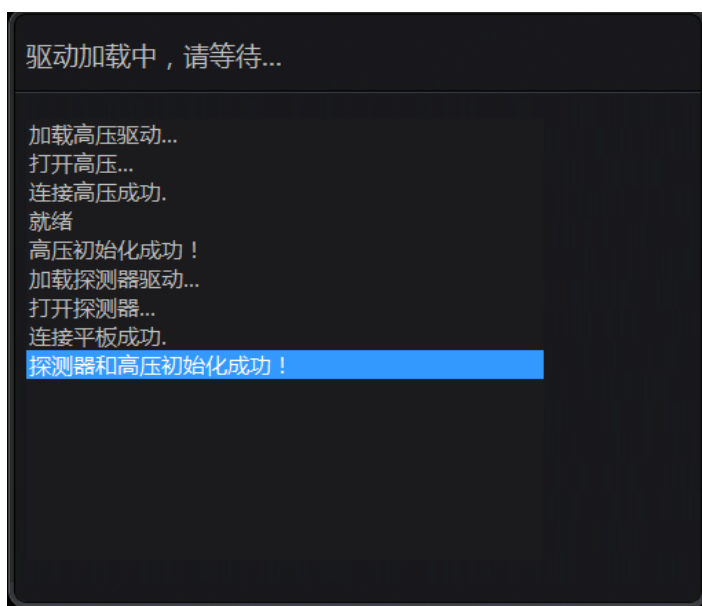 驱动加载中，请等待...
加载高压驱动...
打开高压...
连接高压成功.
就绪
高压初始化成功！
加载探测器驱动...
打开探测器...
连接平板成功.
探测器和高压初始化成功！